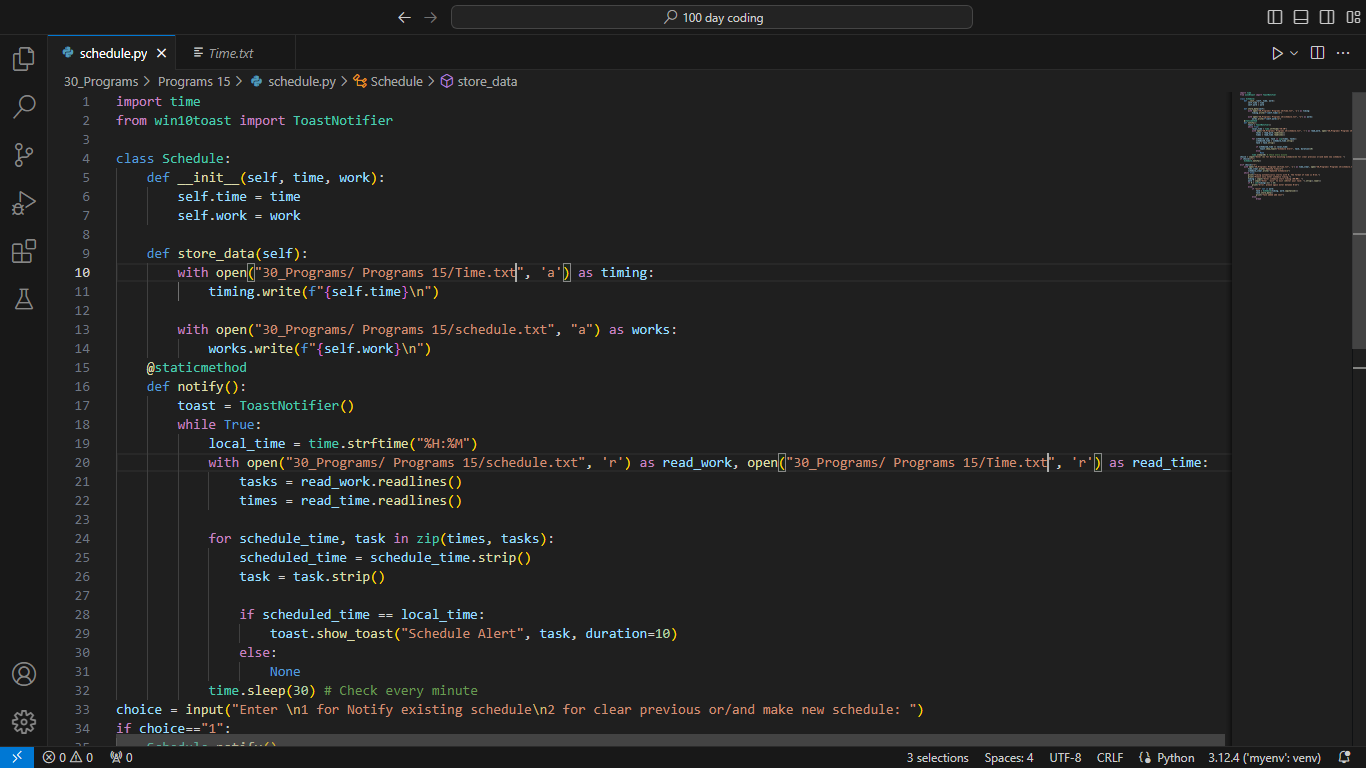 100 day coding
schedule.py
Time.txt
30_Programs > Programs 15 > schedule.py > Schedule > store_data
1 import time
2 from win10toast import ToastNotifier
3
4 class Schedule:
5 def __init__(self, time, work):
6 self.time = time
7 self.work = work
8
9 def store_data(self):
10 with open("30_Programs/ Programs 15/Time.txt", 'a') as timing:
11 timing.write(f"{self.time}\n")
12
13 with open("30_Programs/ Programs 15/schedule.txt", "a") as works:
14 works.write(f"{self.work}\n")
15 @staticmethod
16 def notify():
17 toast = ToastNotifier()
18 while True:
19 local_time = time.strftime("%H:%M")
20 with open("30_Programs/ Programs 15/schedule.txt", 'r') as read_work, open("30_Programs/ Programs 15/Time.txt", 'r') as read_time:
21 tasks = read_work.readlines()
22 times = read_time.readlines()
23
24 for schedule_time, task in zip(times, tasks):
25 scheduled_time = schedule_time.strip()
26 task = task.strip()
27
28 if scheduled_time == local_time:
29 toast.show_toast("Schedule Alert", task, duration=10)
30 else:
31 None
32 time.sleep(30) # Check every minute
33 choice = input("Enter \n1 for Notify existing schedule\n2 for clear previous or/and make new schedule: ")
34 if choice=="1":
35 Schedule.notify()
0 0 0 3 selections Spaces: 4 UTF-8 CRLF Python 3.12.4 ('myenv': venv)